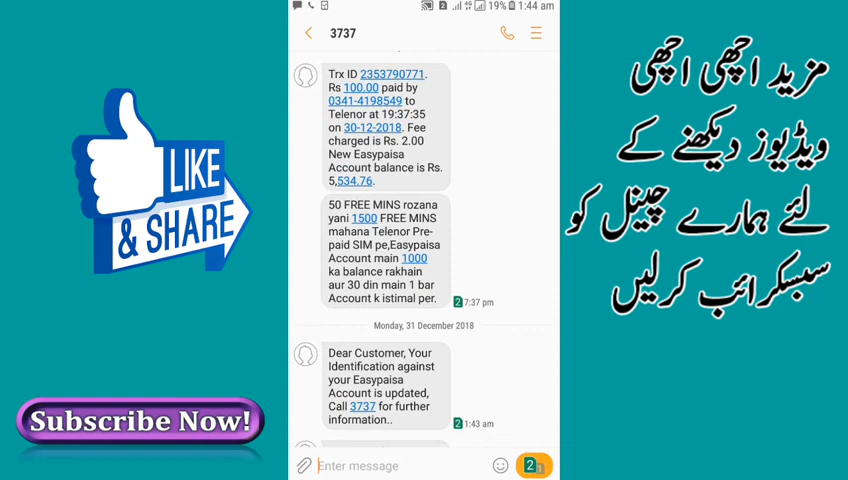 19% 1:44 am
3737
Trx ID 2353790771.
Rs 100.00 paid by
0341-4198549 to
Telenor at 19:37:35
on 30-12-2018. Fee
charged is Rs. 2.00
New Easypaisa
Account balance is Rs.
5,534.76.
50 FREE MINS rozana
yani 1500 FREE MINS
mahana Telenor Pre-
paid SIM pe,Easypaisa
Account main 1000
ka balance rakhain
aur 30 din main 1 bar
Account k istimal per.
2 7:37 pm
Monday, 31 December 2018
Dear Customer, Your
Identification against
your Easypaisa
Account is updated,
Call 3737 for further
information..
2 1:43 am
Enter message
2 1
LIKE
& SHARE
Subscribe Now!
مزید اچھی اچھی
ویڈیوز دیکھنے کے
لئے ہمارے چینل کو
سبسکرائب کرلیں